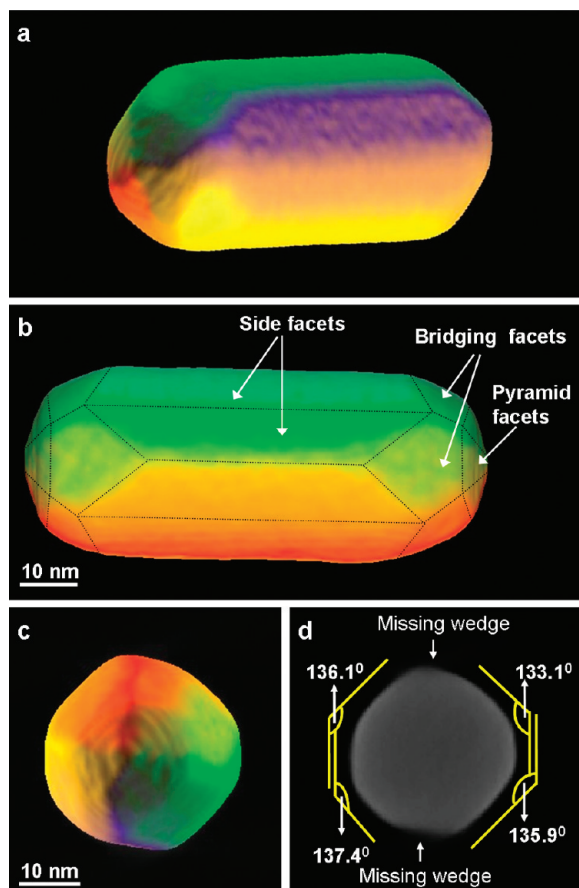 a
b
Side facets
Bridging facets
Pyramid
facets
10 nm
c
10 nm
d
Missing wedge
136.1⁰
133.1⁰
137.4⁰
135.9⁰
Missing wedge